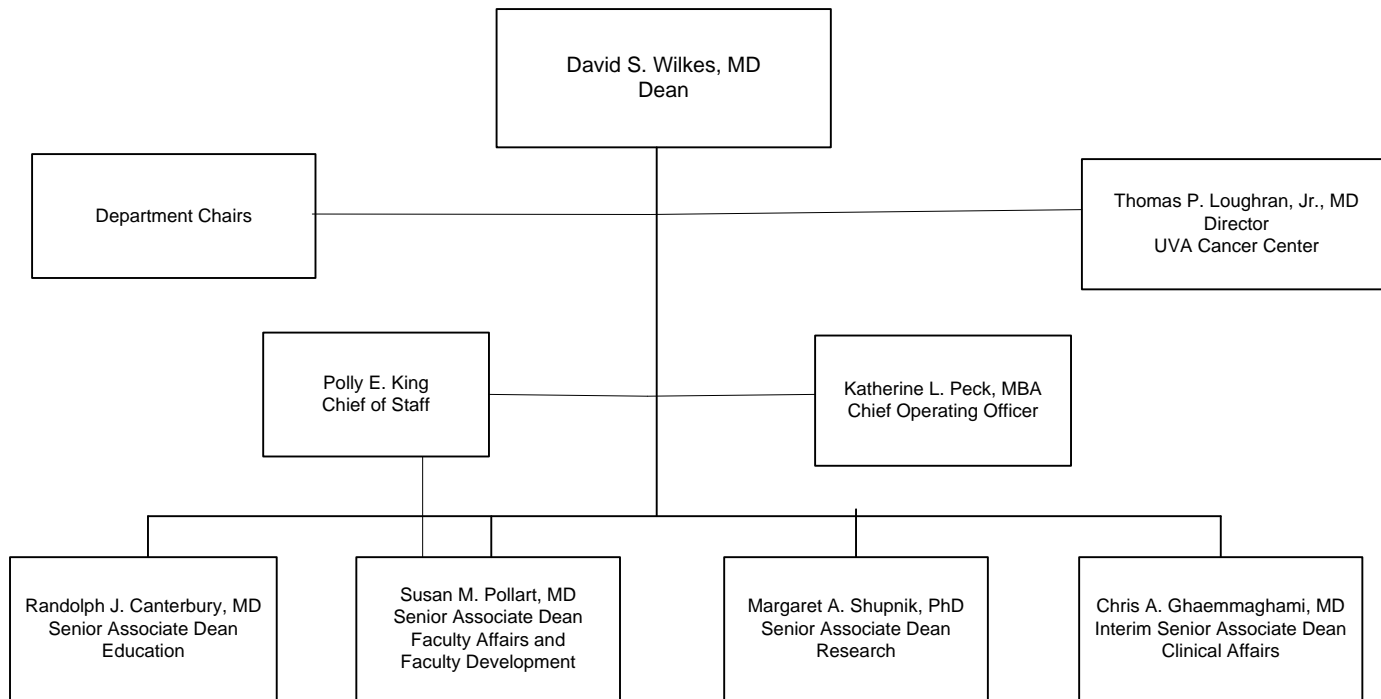 David S. Wilkes, MD
Dean
Department Chairs
Thomas P. Loughran, Jr., MD
Director
UVA Cancer Center
Polly E. King
Chief of Staff
Katherine L. Peck, MBA
Chief Operating Officer
Randolph J. Canterbury, MD
Senior Associate Dean
Education
Susan M. Pollart, MD
Senior Associate Dean
Faculty Affairs and
Faculty Development
Margaret A. Shupnik, PhD
Senior Associate Dean
Research
Chris A. Ghaemmaghami, MD
Interim Senior Associate Dean
Clinical Affairs